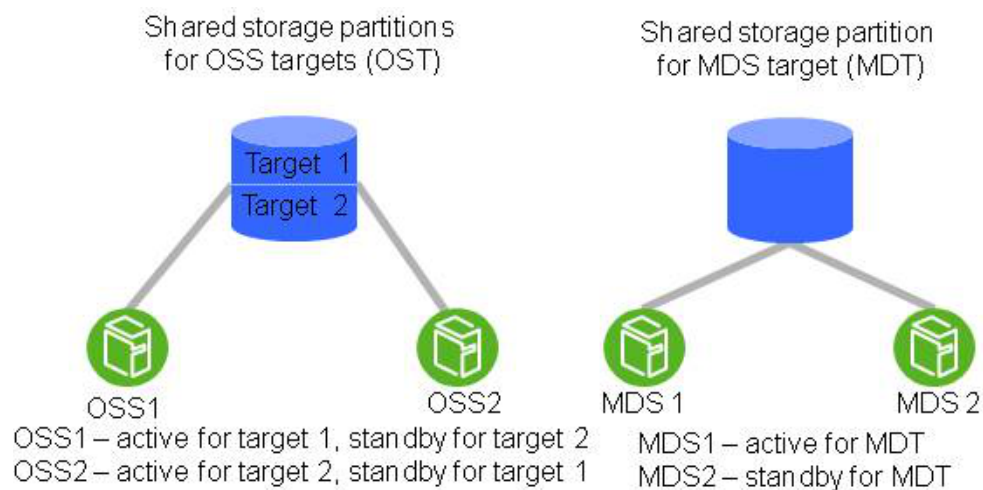 Shared storage partitions
for OSS targets (OST)
Shared storage partition
for MDS target (MDT)
Target 1
Target 2
OSS1
OSS2
MDS 1
MDS 2
OSS1 – active for target 1, standby for target 2
OSS2 – active for target 2, standby for target 1
MDS1 – active for MDT
MDS2 – standby for MDT